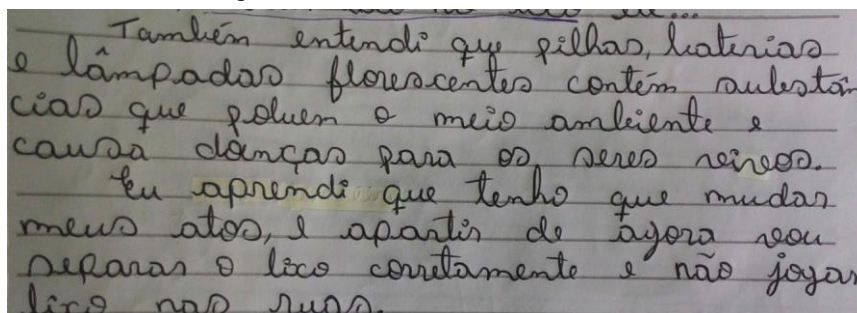 Também entendi que pilhas, baterias
e lâmpadas florescentes contém substân
cias que poluem o meio ambiente e
causa doenças para os seres vivos.
Eu aprendi que tenho que mudar
meus atos, e apartir de agora vou
separar o lixo corretamente e não jogar
lixo nas ruas.